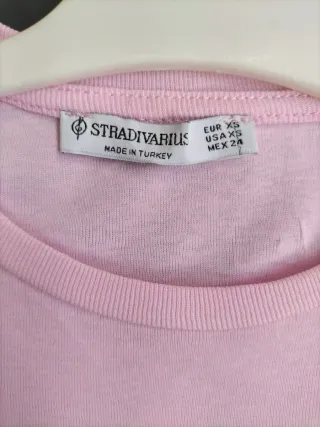 STRADIVARIUS
MADE IN TURKEY
EUR XS
USA XS
MEX 24